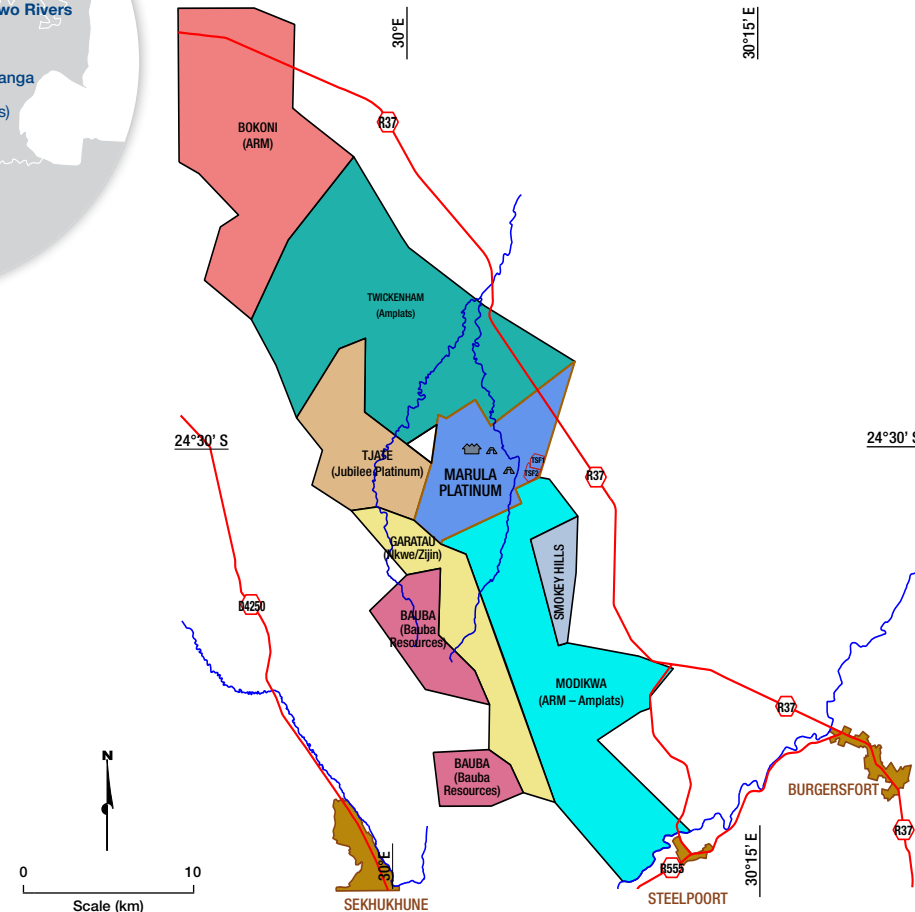 wo Rivers
anga
s)
30°E
30°15' E
R37
BOKONI
(ARM)
TWICKENHAM
(Amplats)
24°30' S
24°30' S
TJATE
(Jubilee Platinum)
MARULA
PLATINUM
TSF1
TSF2
R37
GARATAU
(Nkwe/Zijin)
SMOKEY HILLS
D4250
BAUBA
(Bauba
Resources)
MODIKWA
(ARM – Amplats)
R37
N
BAUBA
(Bauba
Resources)
BURGERSFORT
R37
0 10
Scale (km)
30°E
30°15' E
R555
STEELPOORT
SEKHUKHUNE